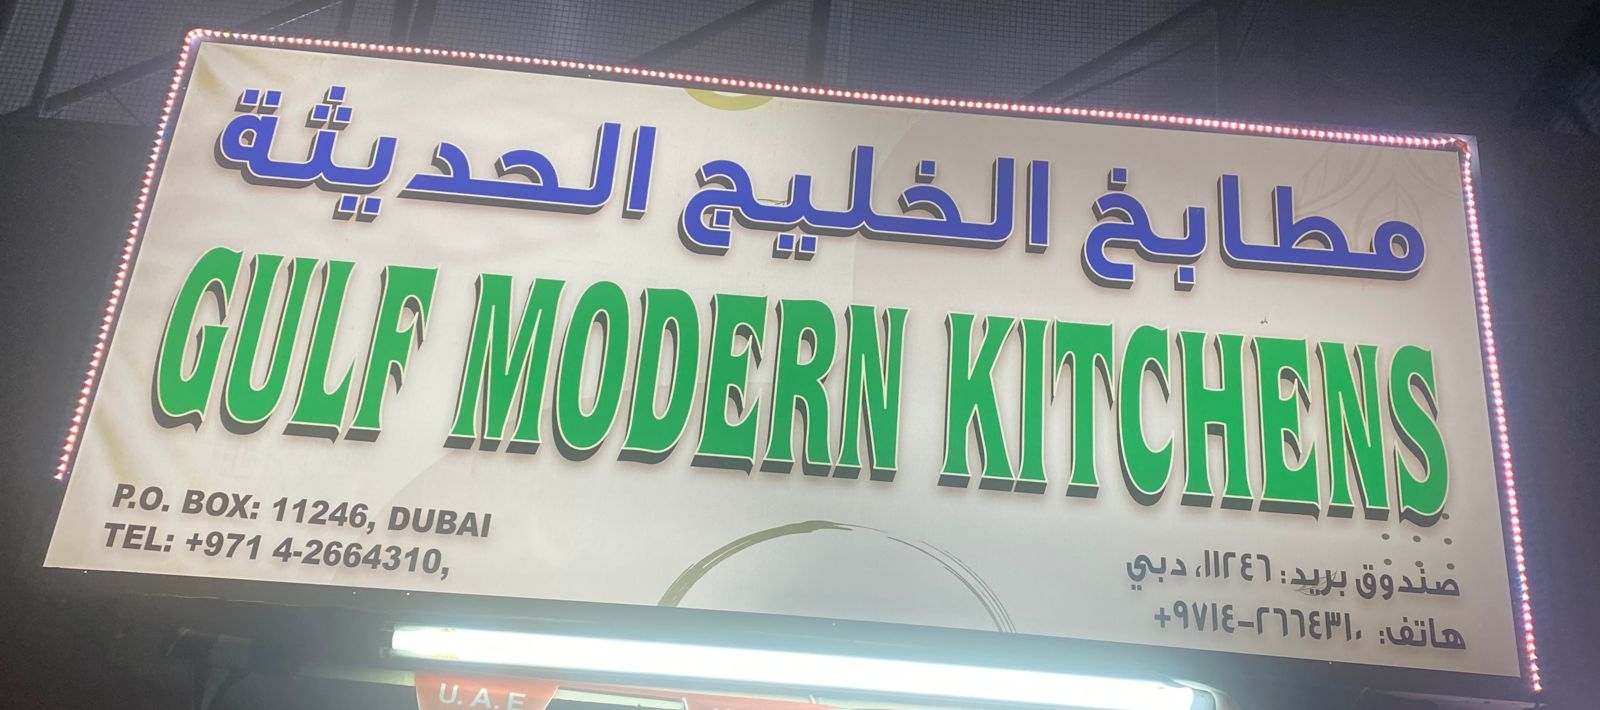 مطابخ الخليج الحديثة
GULF MODERN KITCHENS
P.O. BOX: 11246, DUBAI
TEL: +971 4-2664310,
صندوق بريد: ١١٢٤٦، دبي
هاتف: ٢٦٦٤٣١٠-٩٧١٤+
U.A.E